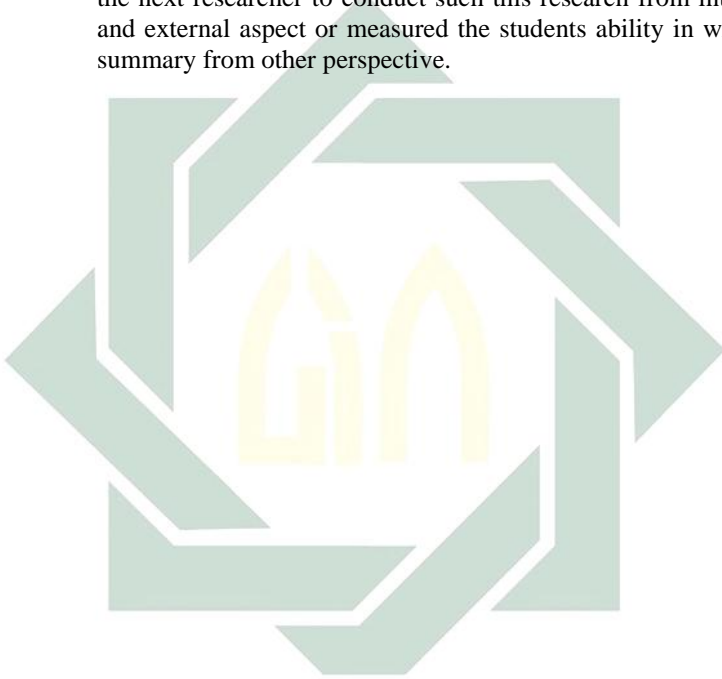 the next researcher to conduct such this research from
and external aspect or measured the students ability in
summary from other perspective.